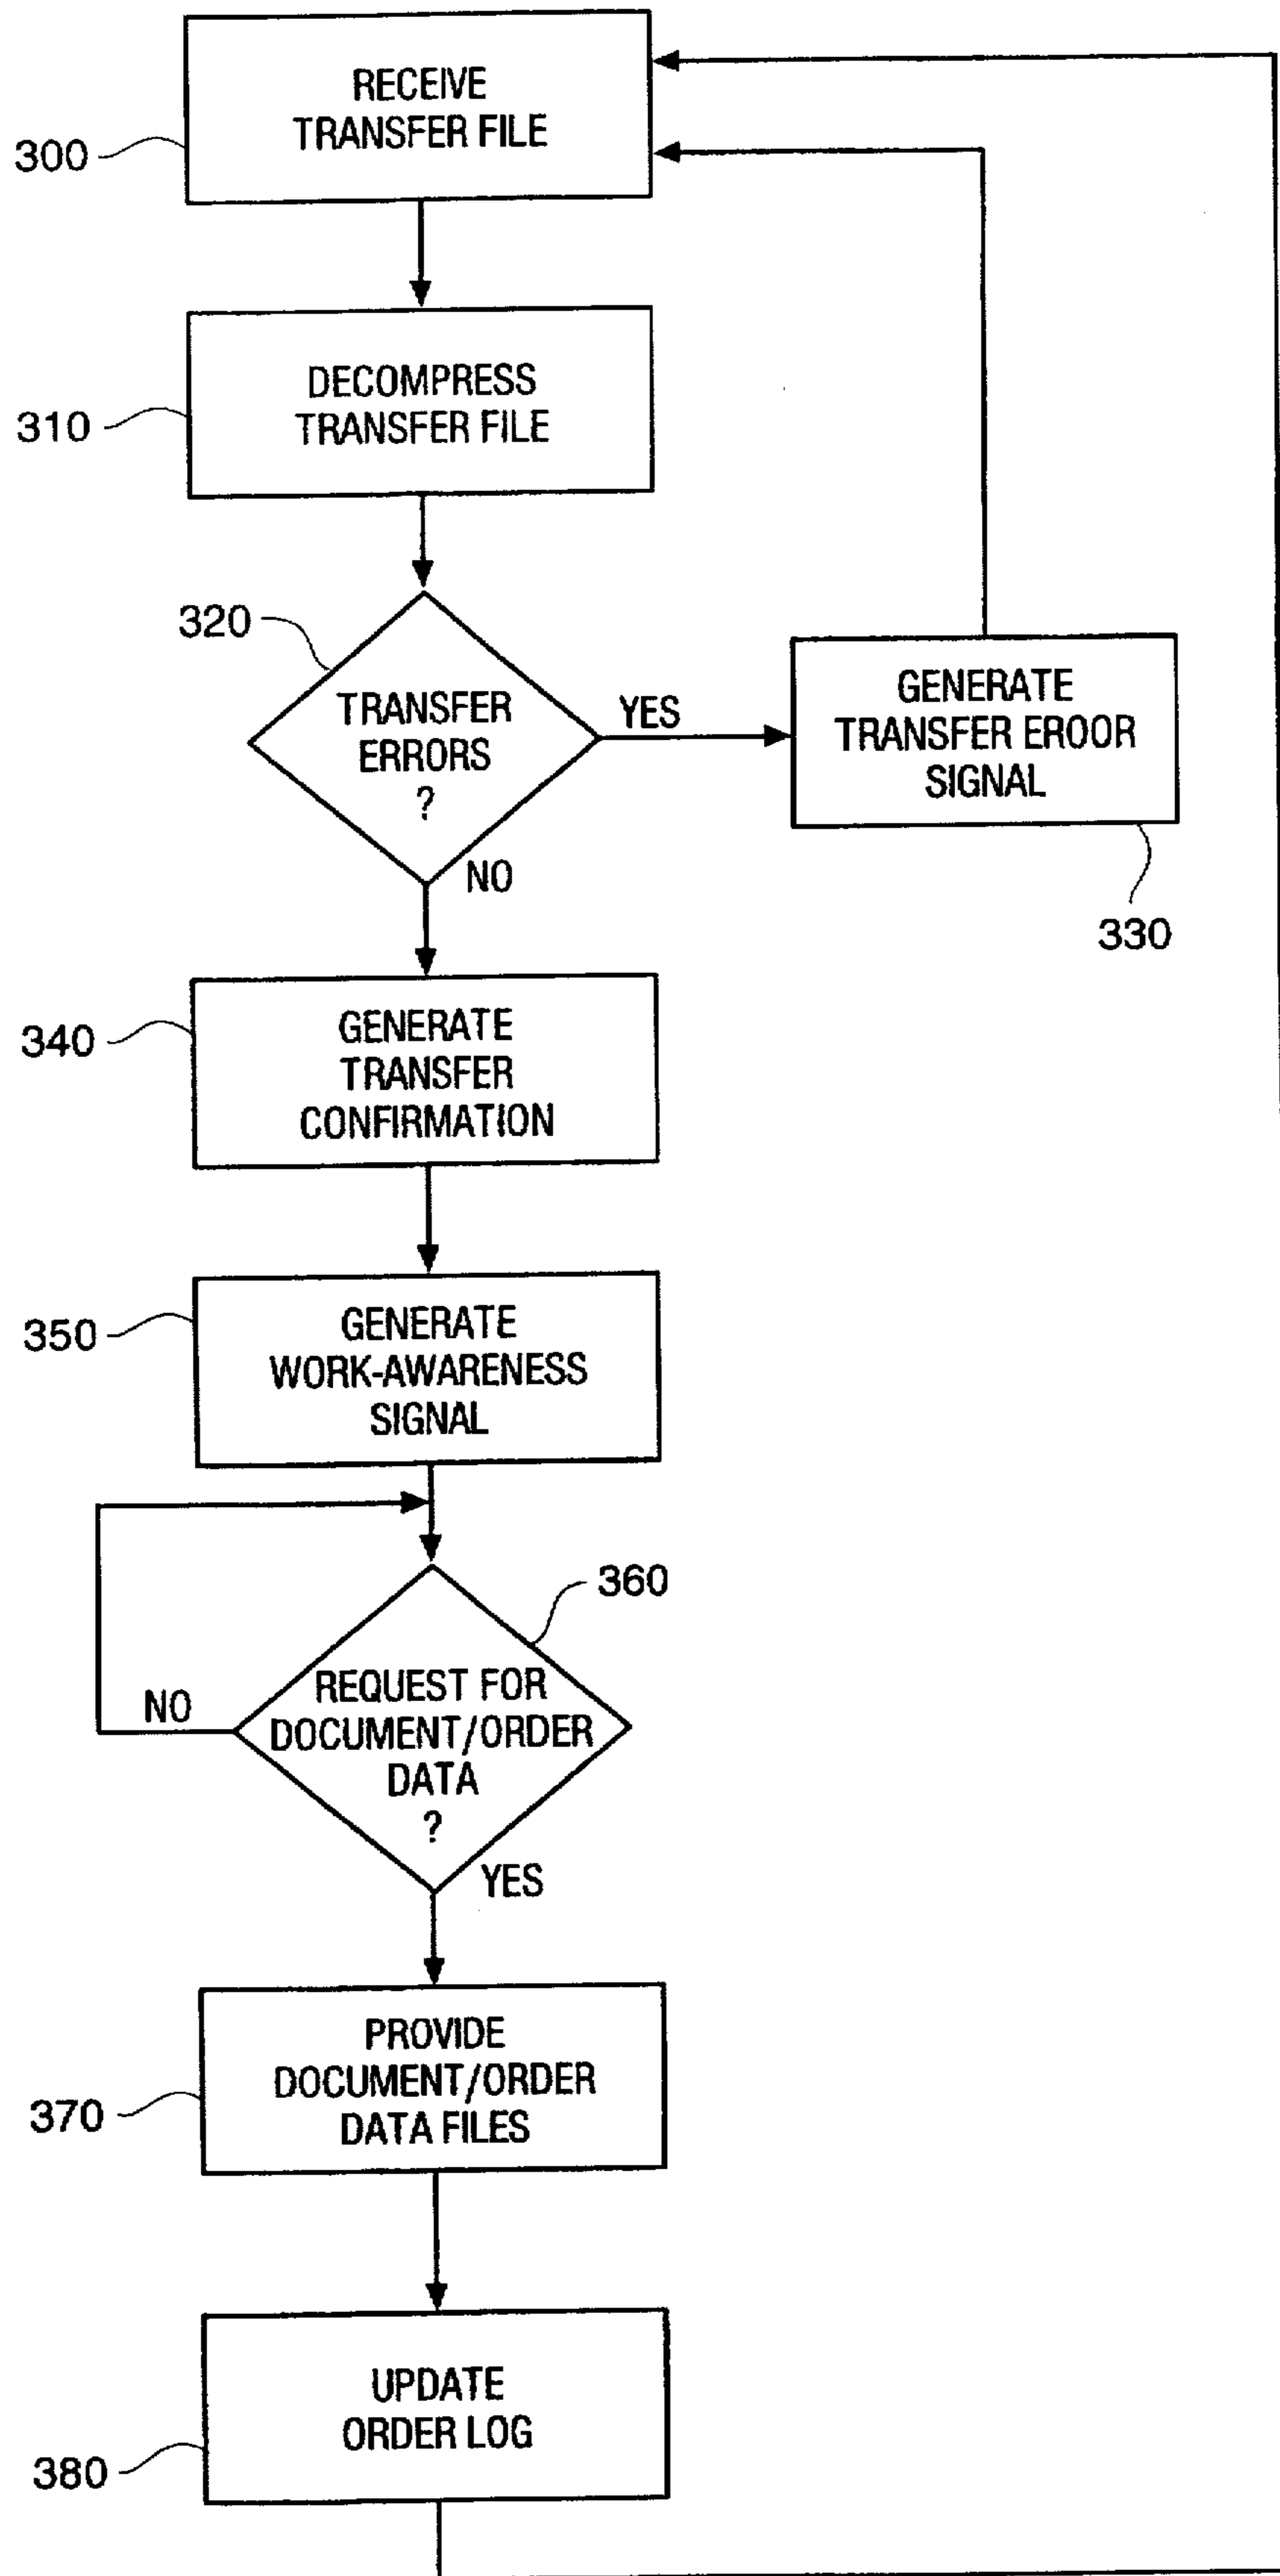 RECEIVE
TRANSFER FILE
300
DECOMPRESS
TRANSFER FILE
310
320
TRANSFER
ERRORS
?
YES
NO
GENERATE
TRANSFER EROOR
SIGNAL
330
340
GENERATE
TRANSFER
CONFIRMATION
350
GENERATE
WORK-AWARENESS
SIGNAL
360
REQUEST FOR
DOCUMENT/ORDER
DATA
?
NO
YES
PROVIDE
DOCUMENT/ORDER
DATA FILES
370
UPDATE
ORDER LOG
380